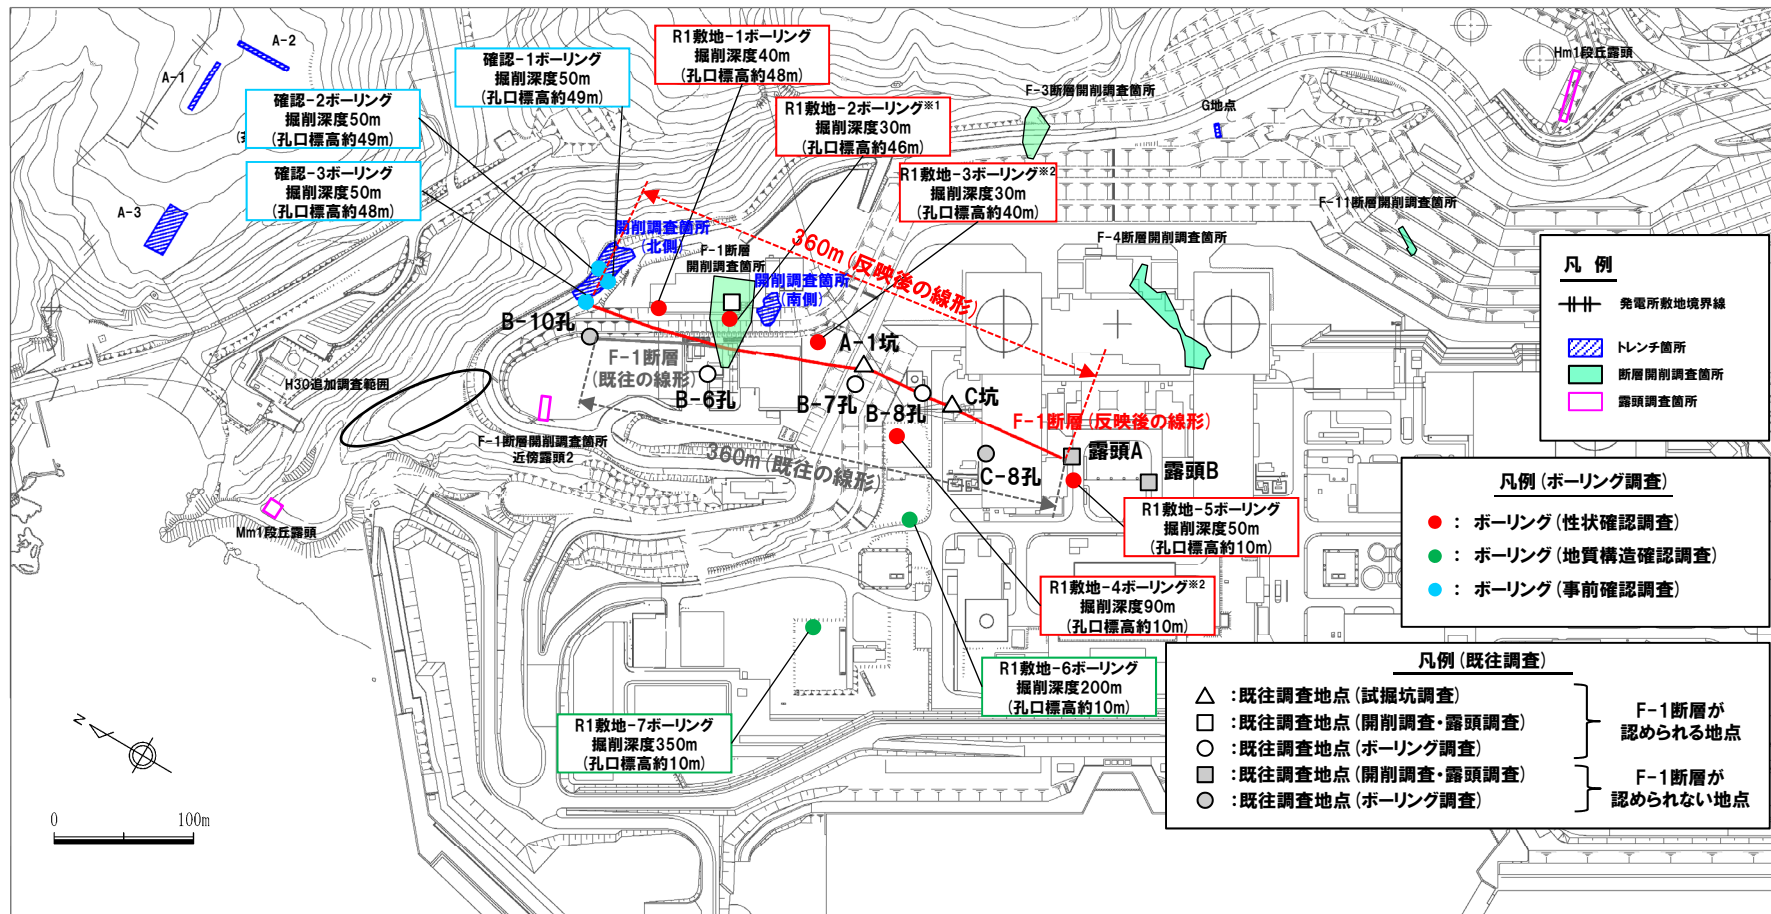 A-2
A-1
A-3
確認-1ボーリング
掘削深度50m
(孔口標高約49m)
確認-2ボーリング
掘削深度50m
(孔口標高約49m)
確認-3ボーリング
掘削深度50m
(孔口標高約48m)
R1敷地-1ボーリング
掘削深度40m
(孔口標高約48m)
R1敷地-2ボーリング※1
掘削深度30m
(孔口標高約46m)
R1敷地-3ボーリング※2
掘削深度30m
(孔口標高約40m)
F-3断層開削調査箇所
G地点
Hm1段丘露頭
F-11断層開削調査箇所
F-4断層開削調査箇所
開削調査箇所
(北側)
F-1断層
開削調査箇所
開削調査箇所
(南側)
360m(反映後の線形)
B-10孔
F-1断層
(既往の線形)
B-6孔
A-1坑
B-7孔
B-8孔
C坑
F-1断層(反映後の線形)
露頭A
露頭B
C-8孔
360m(既往の線形)
H30追加調査範囲
F-1断層開削調査箇所
近傍露頭2
Mm1段丘露頭
R1敷地-5ボーリング
掘削深度50m
(孔口標高約10m)
R1敷地-4ボーリング※2
掘削深度90m
(孔口標高約10m)
R1敷地-6ボーリング
掘削深度200m
(孔口標高約10m)
R1敷地-7ボーリング
掘削深度350m
(孔口標高約10m)
N
0 100m
凡 例
発電所敷地境界線
トレンチ箇所
断層開削調査箇所
露頭調査箇所
凡例(ボーリング調査)
： ボーリング(性状確認調査)
： ボーリング(地質構造確認調査)
： ボーリング(事前確認調査)
凡例(既往調査)
：既往調査地点(試掘坑調査)
：既往調査地点(開削調査・露頭調査)
：既往調査地点(ボーリング調査)
F-1断層が
認められる地点
：既往調査地点(開削調査・露頭調査)
：既往調査地点(ボーリング調査)
F-1断層が
認められない地点